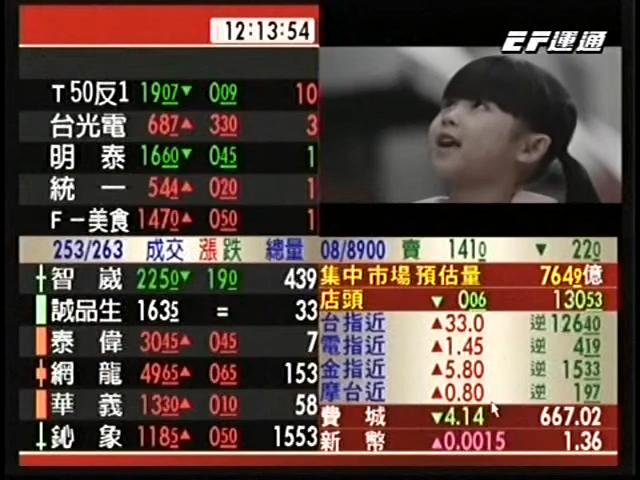 12:13:54
EF運通
T50反1 1907▼ 009 10
台光電 687▲ 330 3
明 泰 1660▼ 045 1
統 一 544▲ 020 1
F-美食 1470▲ 050 1
253/263 成交 漲跌 總量
08/8900 賣 1410 ▼ 220
智 崴 2250▼ 190 439
集中市場預估量 7649億
誠品生 1635 = 33
店頭 ▼ 006 13053
泰 偉 3045▲ 045 7
台指近 ▲33.0 逆 12640
電指近 ▲1.45 逆 419
網 龍 4965▲ 065 153
金指近 ▲5.80 逆 1533
華 義 1330▲ 010 58
摩台近 ▲0.80 逆 197
費 城 ▼4.14 667.02
鈊 象 1185▲ 050 1553
新 幣 ▲0.0015 1.36